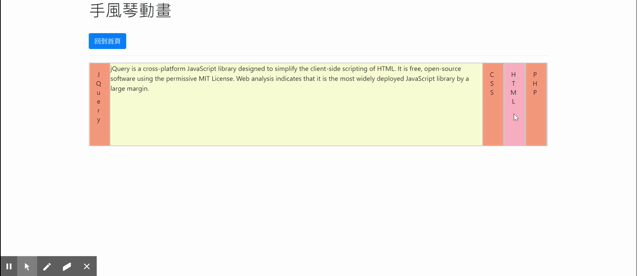 手風琴動畫
回到首頁
jQuery
jQuery is a cross-platform JavaScript library designed to simplify the client-side scripting of HTML. It is free, open-source
software using the permissive MIT License. Web analysis indicates that it is the most widely deployed JavaScript library by a
large margin.
CSS
HTML
PHP